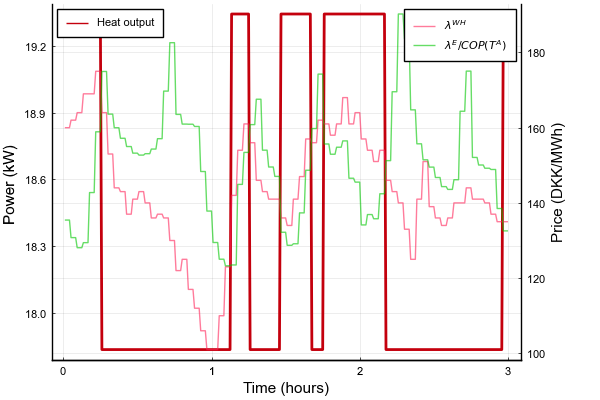 Heat output
λ^WH
λ^E/COP(T^A)
19.2
18.9
18.6
18.3
18.0
180
160
140
120
100
0
1
2
3
Power (kW)
Price (DKK/MWh)
Time (hours)